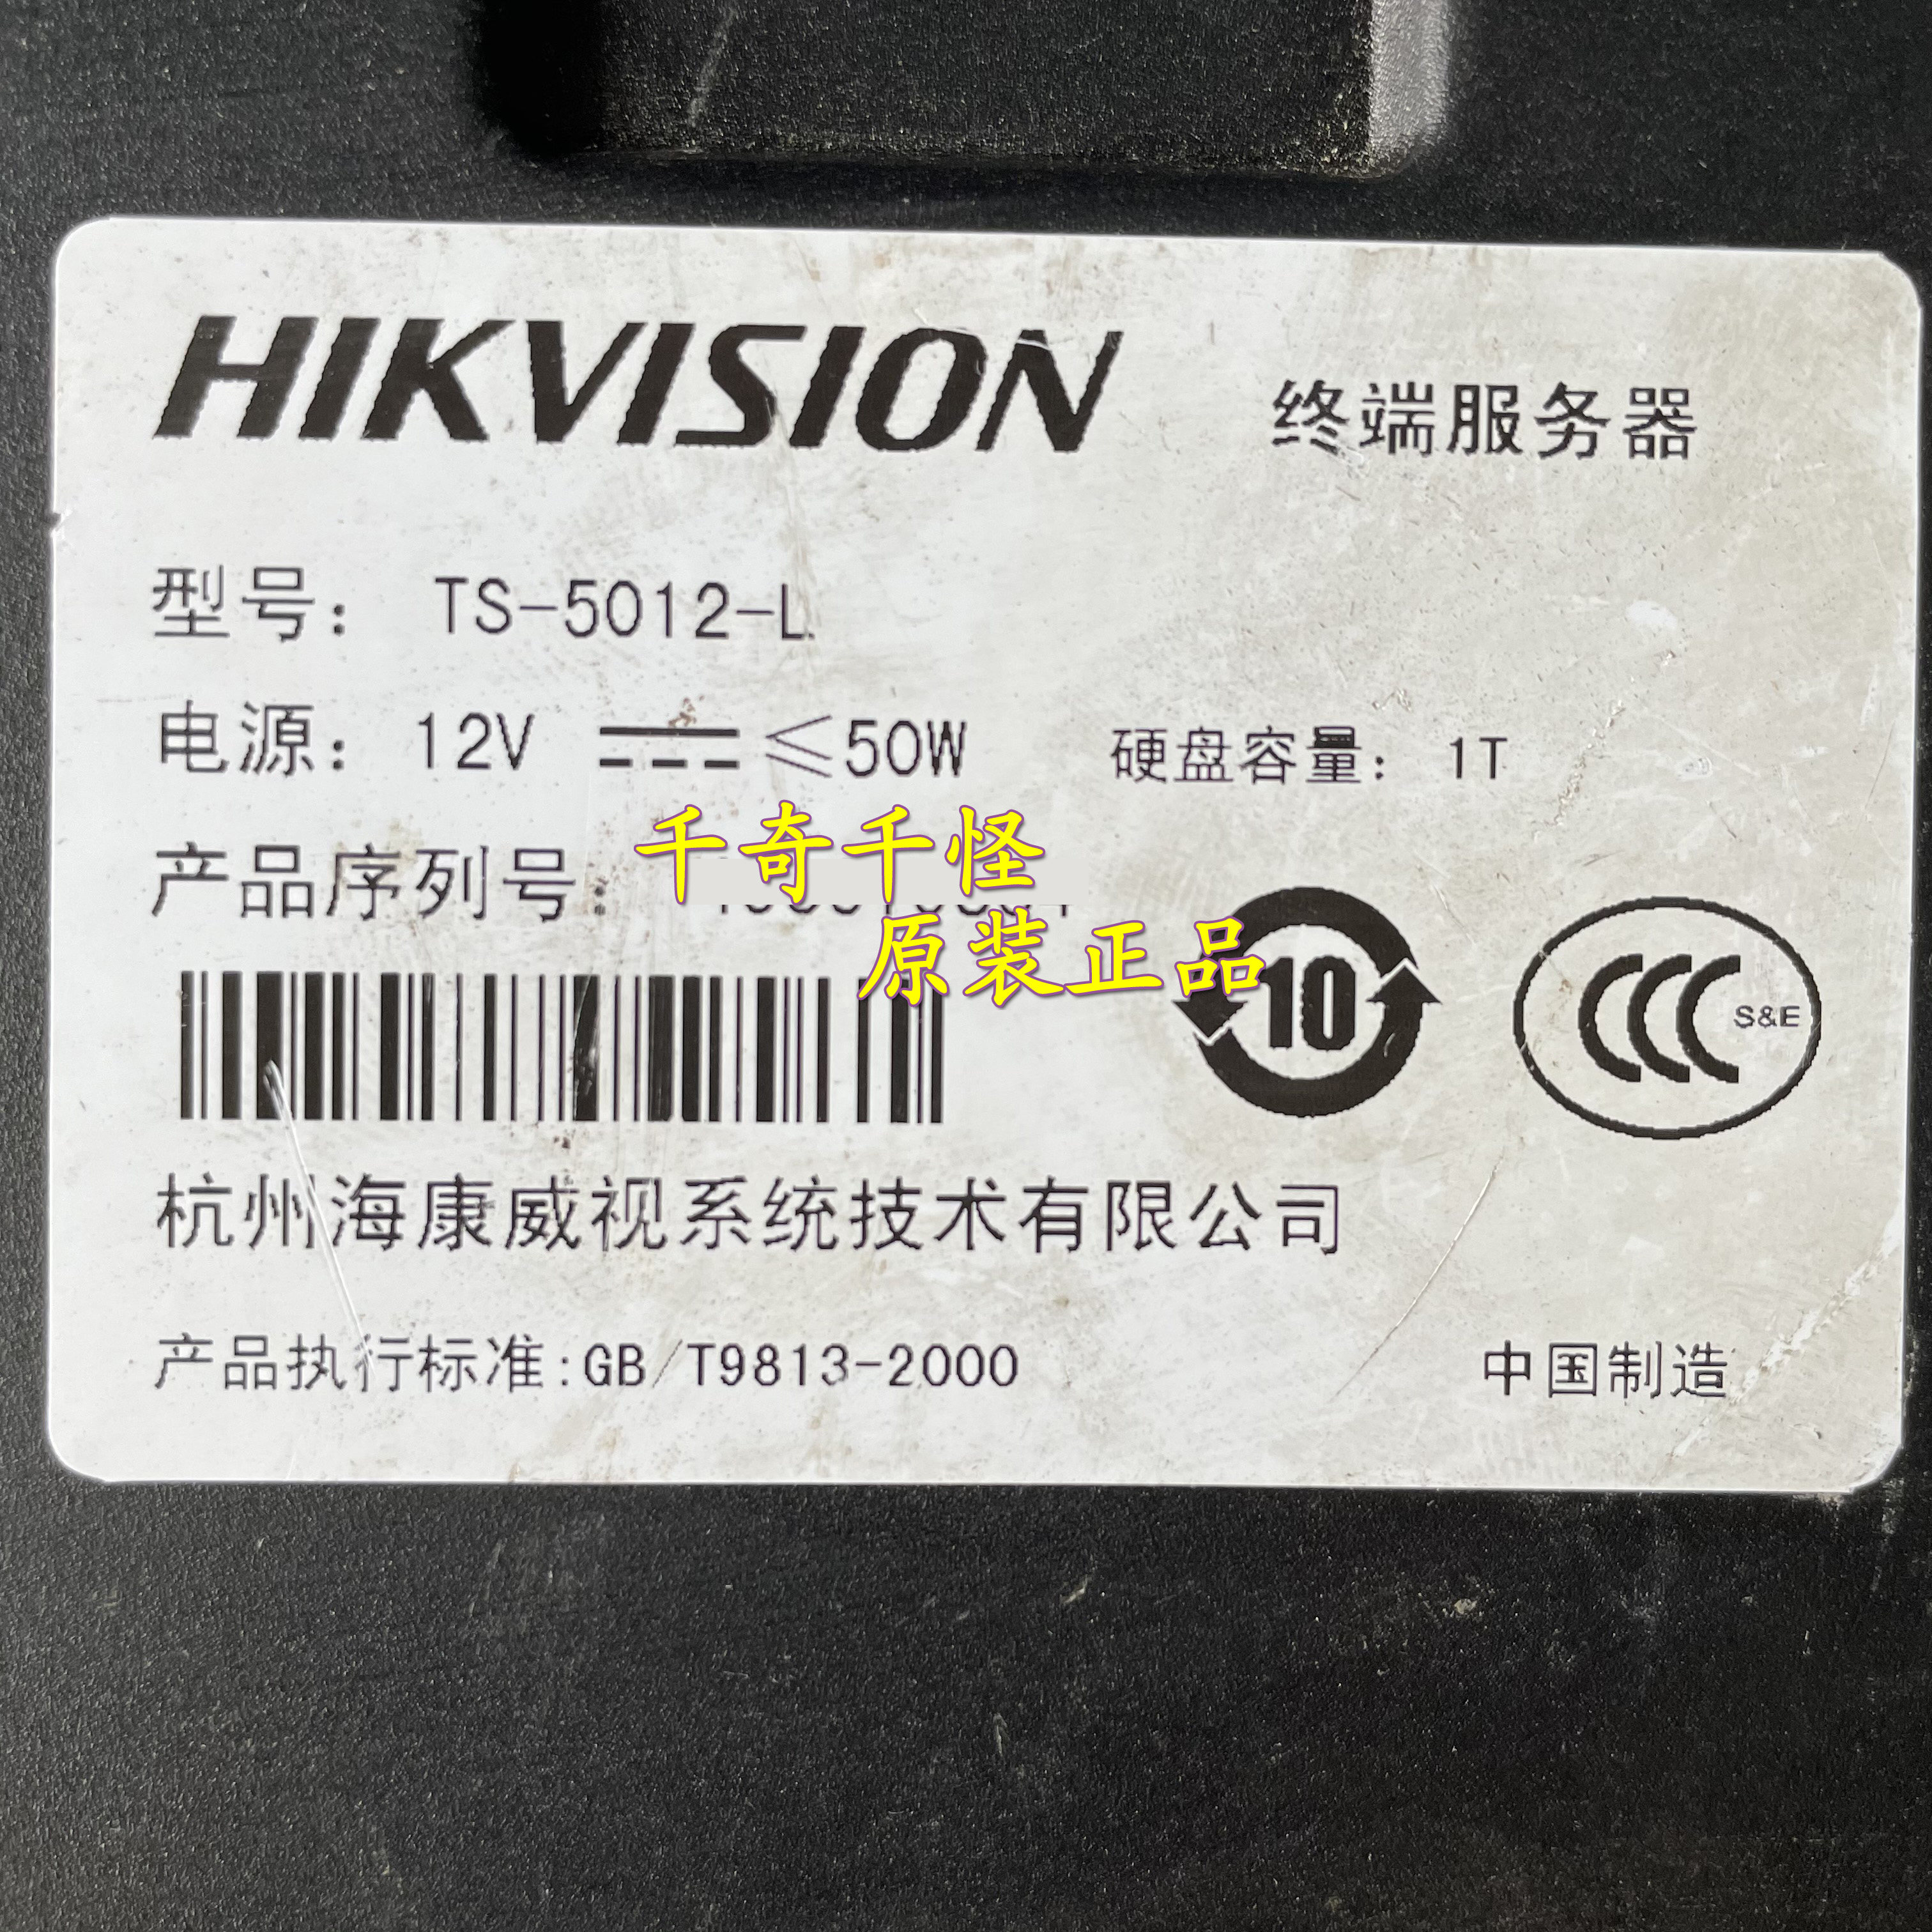 HIKVISION 终端服务器
型号： TS-5012-L
电源： 12V ≤50W 硬盘容量： 1T
千奇千怪
产品序列号：
原装正品
10
CCC S&E
杭州海康威视系统技术有限公司
产品执行标准:GB/T9813-2000 中国制造